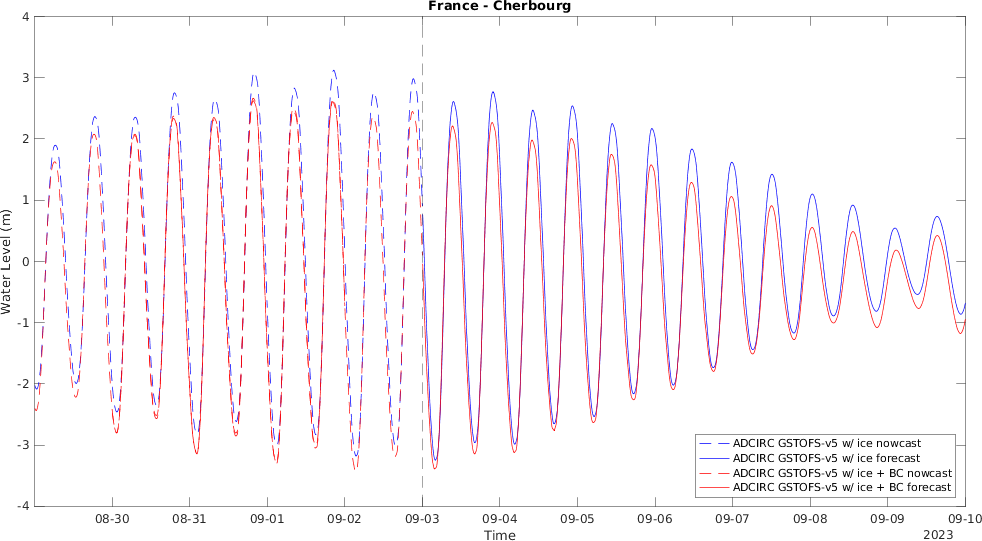 France - Cherbourg
4
3
2
1
0
-1
-2
-3
-4
Water Level (m)
ADCIRC GSTOFS-v5 w/ ice nowcast
ADCIRC GSTOFS-v5 w/ ice forecast
ADCIRC GSTOFS-v5 w/ ice + BC nowcast
ADCIRC GSTOFS-v5 w/ ice + BC forecast
08-30 08-31 09-01 09-02 09-03 09-04 09-05 09-06 09-07 09-08 09-09 09-10
Time
2023